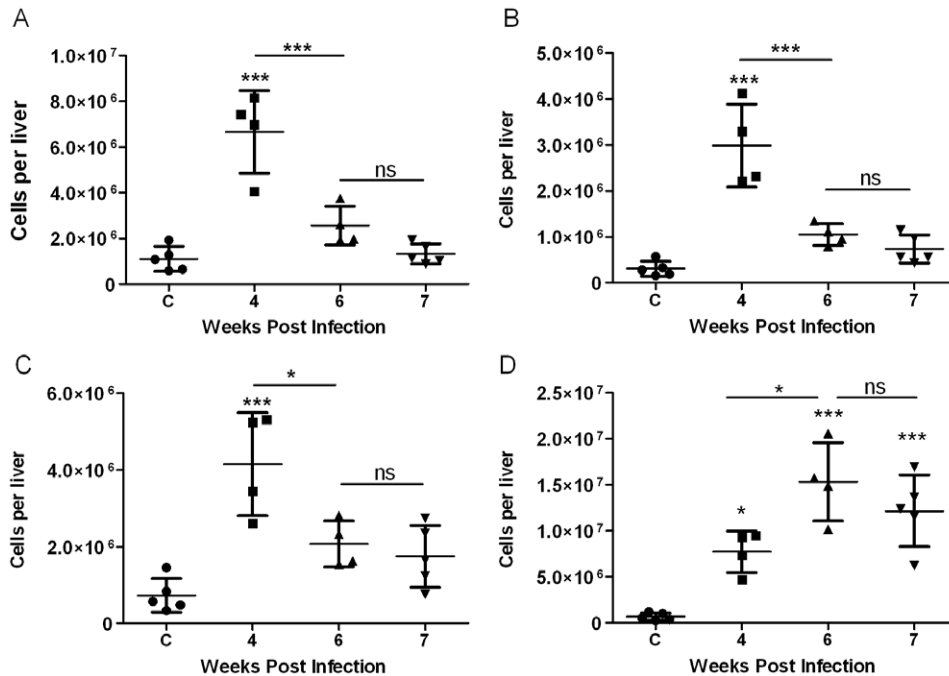 A
***
1.0×10⁷
***
8.0×10⁶
6.0×10⁶
4.0×10⁶
ns
2.0×10⁶
0
Cells per liver
C 4 6 7
Weeks Post Infection
B
***
5.0×10⁶
***
4.0×10⁶
3.0×10⁶
2.0×10⁶
ns
1.0×10⁶
0
Cells per liver
C 4 6 7
Weeks Post Infection
C
*
6.0×10⁶
***
4.0×10⁶
ns
2.0×10⁶
0
Cells per liver
C 4 6 7
Weeks Post Infection
D
* ns
2.5×10⁷
***
2.0×10⁷
***
1.5×10⁷
*
1.0×10⁷
5.0×10⁶
0
Cells per liver
C 4 6 7
Weeks Post Infection